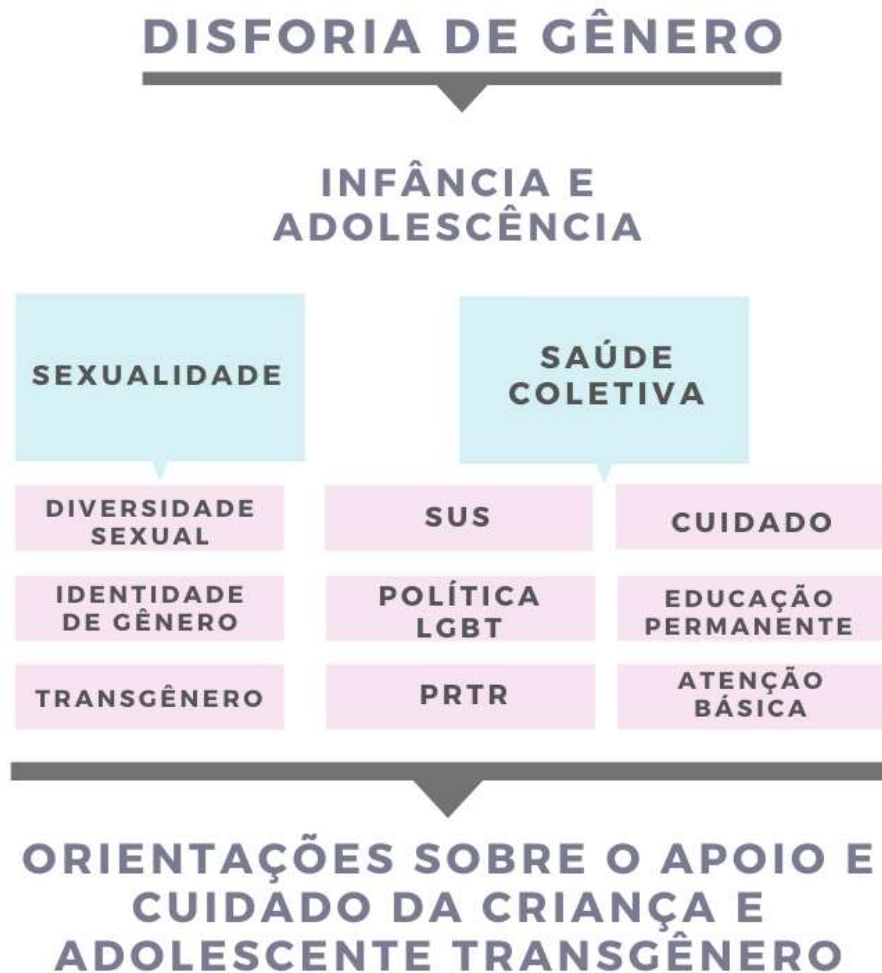 DISFORIA DE GÊNERO
INFÂNCIA E
ADOLESCÊNCIA
SEXUALIDADE
SAÚDE
COLETIVA
DIVERSIDADE
SEXUAL
SUS
CUIDADO
IDENTIDADE
DE GÊNERO
POLÍTICA
LGBT
EDUCAÇÃO
PERMANENTE
TRANSGÊNERO
PRTR
ATENÇÃO
BÁSICA
ORIENTAÇÕES SOBRE O APOIO E
CUIDADO DA CRIANÇA E
ADOLESCENTE TRANSGÊNERO